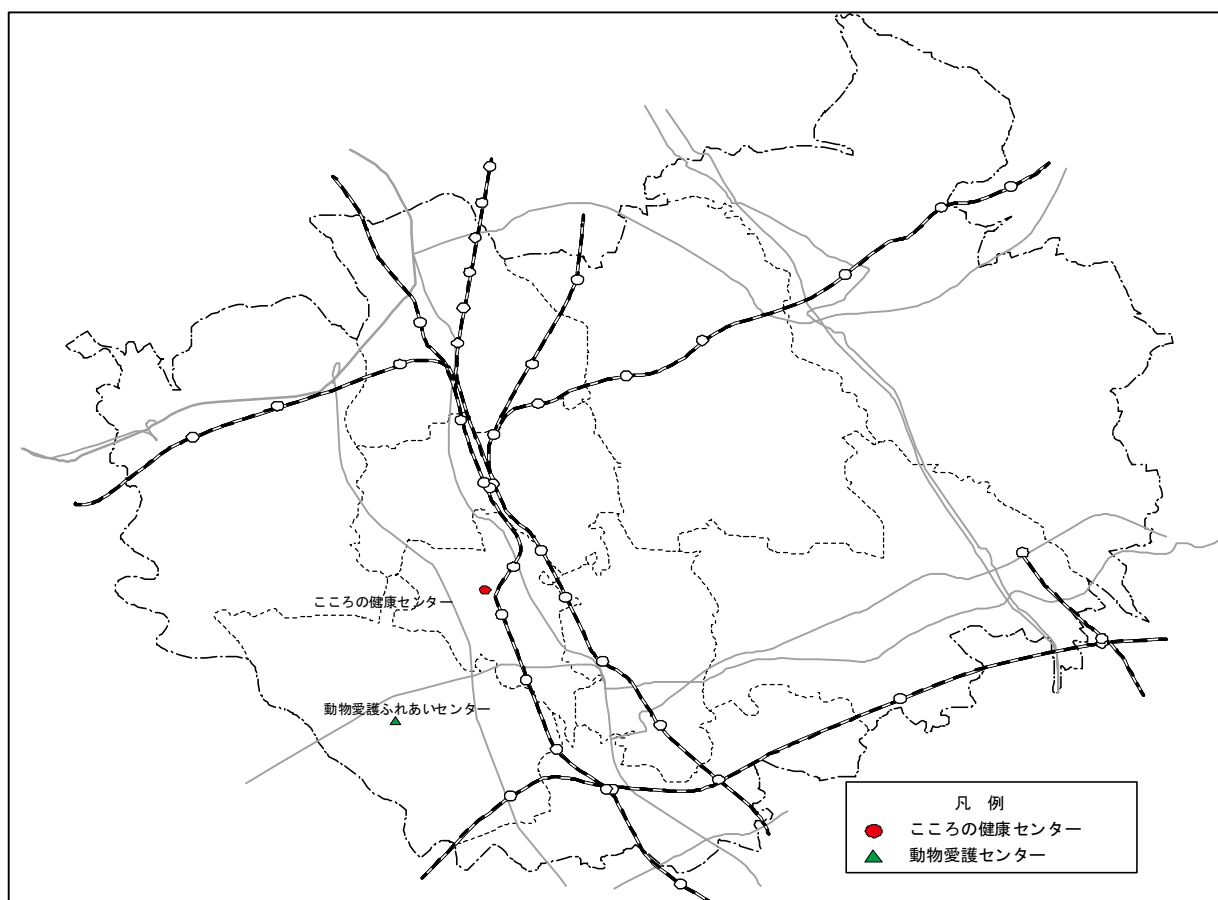 こころの健康センター
動物愛護ふれあいセンター
凡 例
こころの健康センター
動物愛護センター